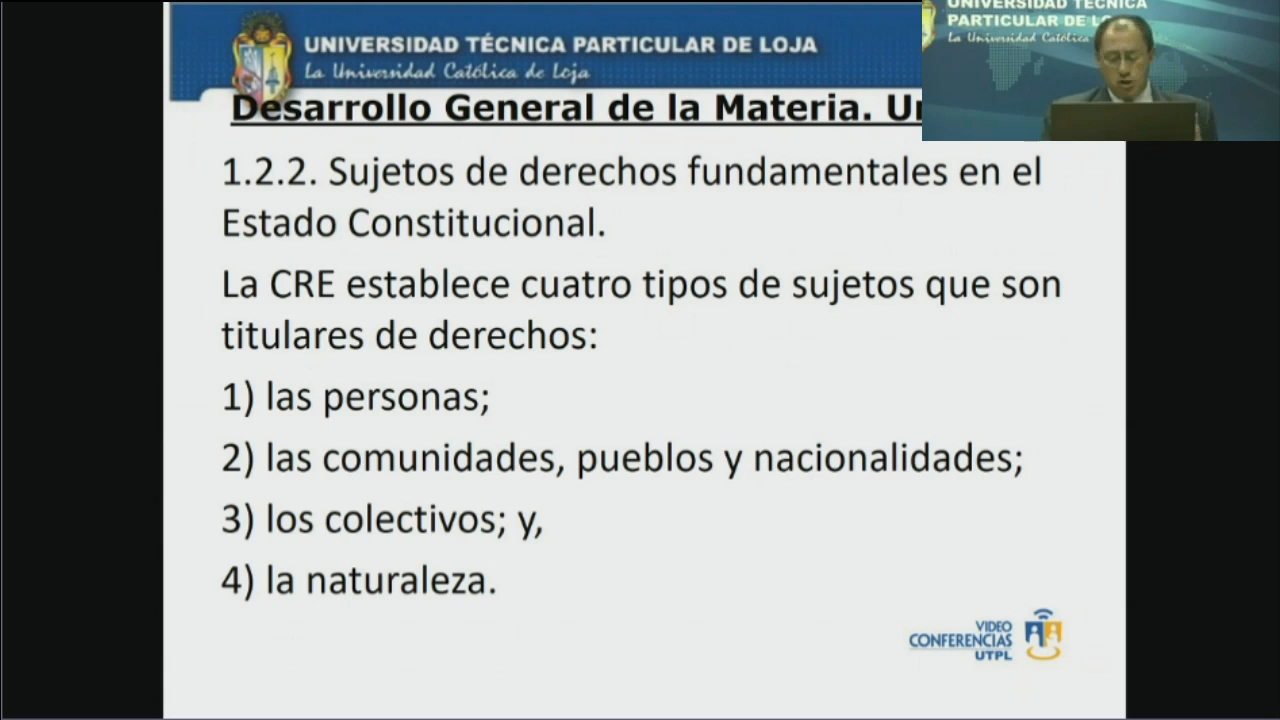 UNIVERSIDAD TÉCNICA PARTICULAR DE LOJA
La Universidad Católica de Loja
UNIVERSIDAD TÉCNICA
PARTICULAR DE
La Universidad Católica
Desarrollo General de la Materia.
1.2.2. Sujetos de derechos fundamentales en el
Estado Constitucional.
La CRE establece cuatro tipos de sujetos que son
titulares de derechos:
1) las personas;
2) las comunidades, pueblos y nacionalidades;
3) los colectivos; y,
4) la naturaleza.
VIDEO
CONFERENCIAS
UTPL